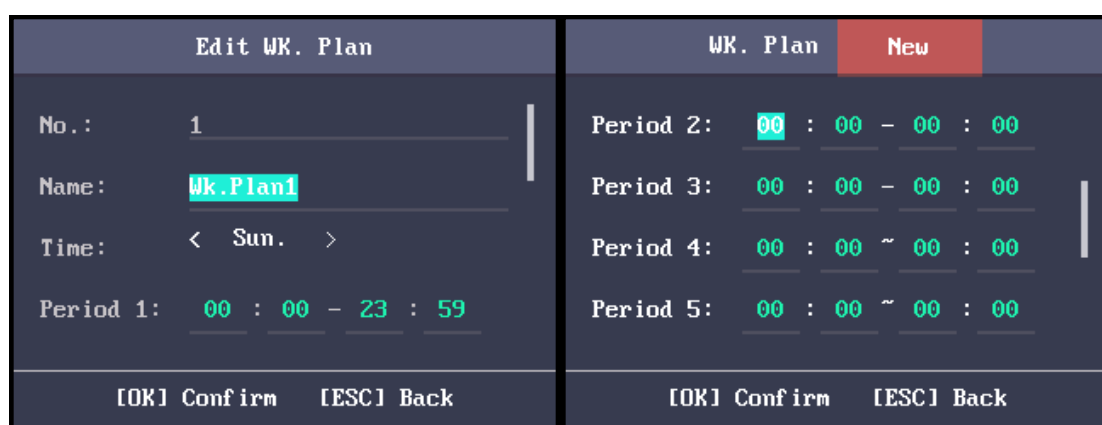 Edit WK. Plan
No.: 1
Name: Wk.Plan1
Time: < Sun. >
Period 1: 00 : 00 - 23 : 59
[OK] Confirm [ESC] Back
WK. Plan New
Period 2: 00 : 00 - 00 : 00
Period 3: 00 : 00 - 00 : 00
Period 4: 00 : 00 ~ 00 : 00
Period 5: 00 : 00 ~ 00 : 00
[OK] Confirm [ESC] Back